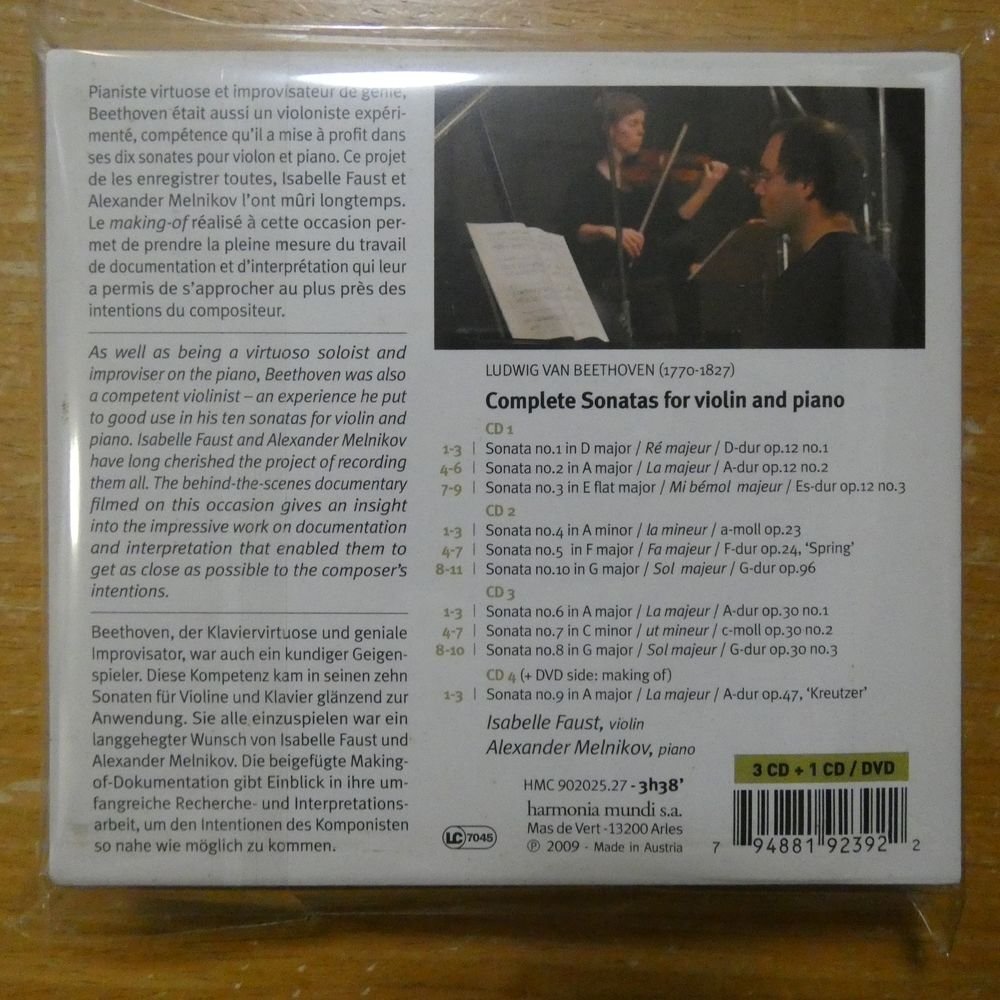 Pianiste virtuose et improvisateur de génie,
Beethoven était aussi un violoniste expéri-
menté, compétence qu'il a mise à profit dans
ses dix sonates pour violon et piano. Ce projet
de les enregistrer toutes, Isabelle Faust et
Alexander Melnikov l'ont mûri longtemps.
Le making-of réalisé à cette occasion per-
met de prendre la pleine mesure du travail
de documentation et d'interprétation qui leur
a permis de s'approcher au plus près des
intentions du compositeur.
As well as being a virtuoso soloist and
improviser on the piano, Beethoven was also
a competent violinist – an experience he put
to good use in his ten sonatas for violin and
piano. Isabelle Faust and Alexander Melnikov
have long cherished the project of recording
them all. The behind-the-scenes documentary
filmed on this occasion gives an insight
into the impressive work on documentation
and interpretation that enabled them to
get as close as possible to the composer's
intentions.
Beethoven, der Klaviervirtuose und geniale
Improvisator, war auch ein kundiger Geigen-
spieler. Diese Kompetenz kam in seinen zehn
Sonaten für Violine und Klavier glänzend zur
Anwendung. Sie alle einzuspielen war ein
langgehegter Wunsch von Isabelle Faust und
Alexander Melnikov. Die beigefügte Making-
of-Dokumentation gibt Einblick in ihre um-
fangreiche Recherche- und Interpretations-
arbeit, um den Intentionen des Komponisten
so nahe wie möglich zu kommen.
LUDWIG VAN BEETHOVEN (1770-1827)
Complete Sonatas for violin and piano
CD 1
1-3 | Sonata no.1 in D major / Ré majeur / D-dur op.12 no.1
4-6 | Sonata no.2 in A major / La majeur / A-dur op.12 no.2
7-9 | Sonata no.3 in E flat major / Mi bémol majeur / Es-dur op.12 no.3
CD 2
1-3 | Sonata no.4 in A minor / la mineur / a-moll op.23
4-7 | Sonata no.5 in F major / Fa majeur / F-dur op.24, 'Spring'
8-11 | Sonata no.10 in G major / Sol majeur / G-dur op.96
CD 3
1-3 | Sonata no.6 in A major / La majeur / A-dur op.30 no.1
4-7 | Sonata no.7 in C minor / ut mineur / c-moll op.30 no.2
8-10 | Sonata no.8 in G major / Sol majeur / G-dur op.30 no.3
CD 4 (+ DVD side: making of)
1-3 | Sonata no.9 in A major / La majeur / A-dur op.47, 'Kreutzer'
Isabelle Faust, violin
Alexander Melnikov, piano
HMC 902025.27 - 3h38'
harmonia mundi s.a.
Mas de Vert -13200 Arles
℗ 2009 - Made in Austria
LC 7045
3 CD + 1 CD / DVD
7 94881 92392 2